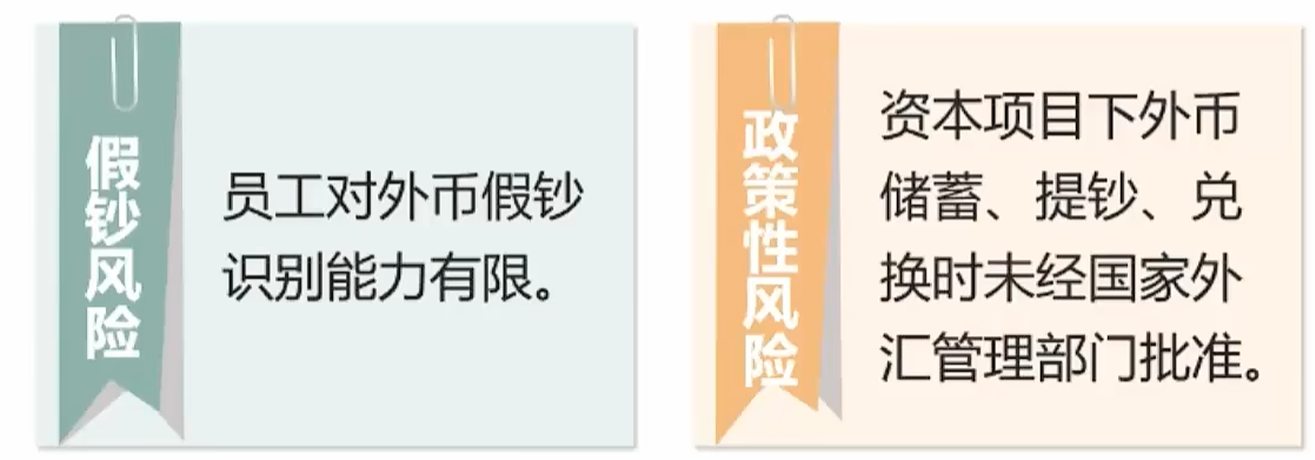 假钞风险
员工对外币假钞
识别能力有限。
政策性风险
资本项目下外币
储蓄、提钞、兑
换时未经国家外
汇管理部门批准。